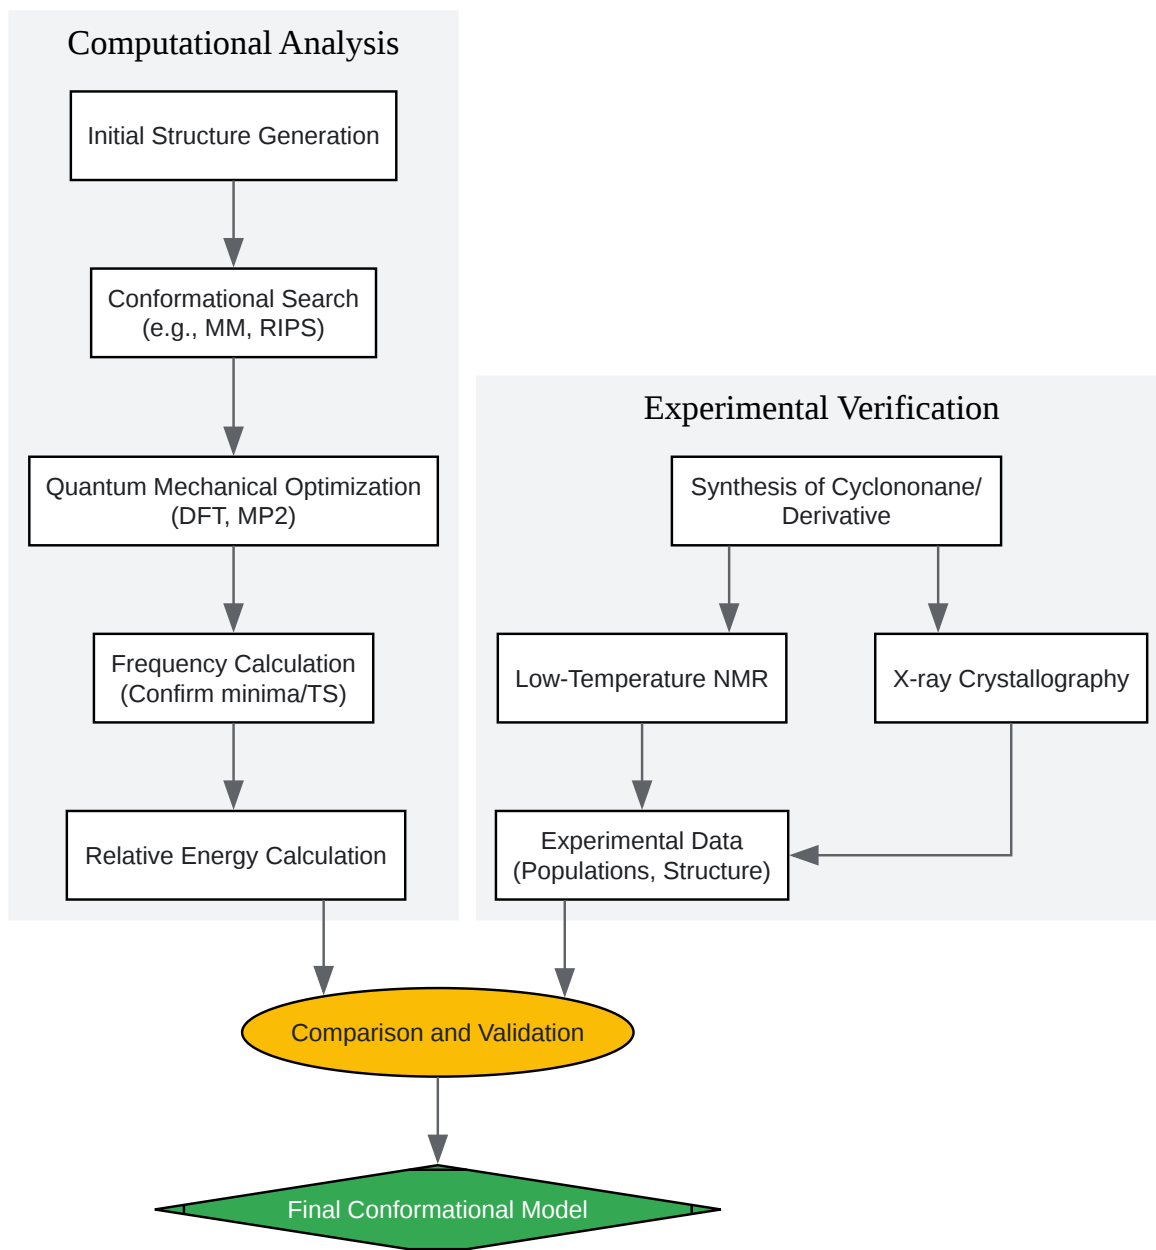 Computational Analysis
Initial Structure Generation
Conformational Search
(e.g., MM, RIPS)
Quantum Mechanical Optimization
(DFT, MP2)
Frequency Calculation
(Confirm minima/TS)
Relative Energy Calculation
Experimental Verification
Synthesis of Cyclononane/
Derivative
Low-Temperature NMR
X-ray Crystallography
Experimental Data
(Populations, Structure)
Comparison and Validation
Final Conformational Model